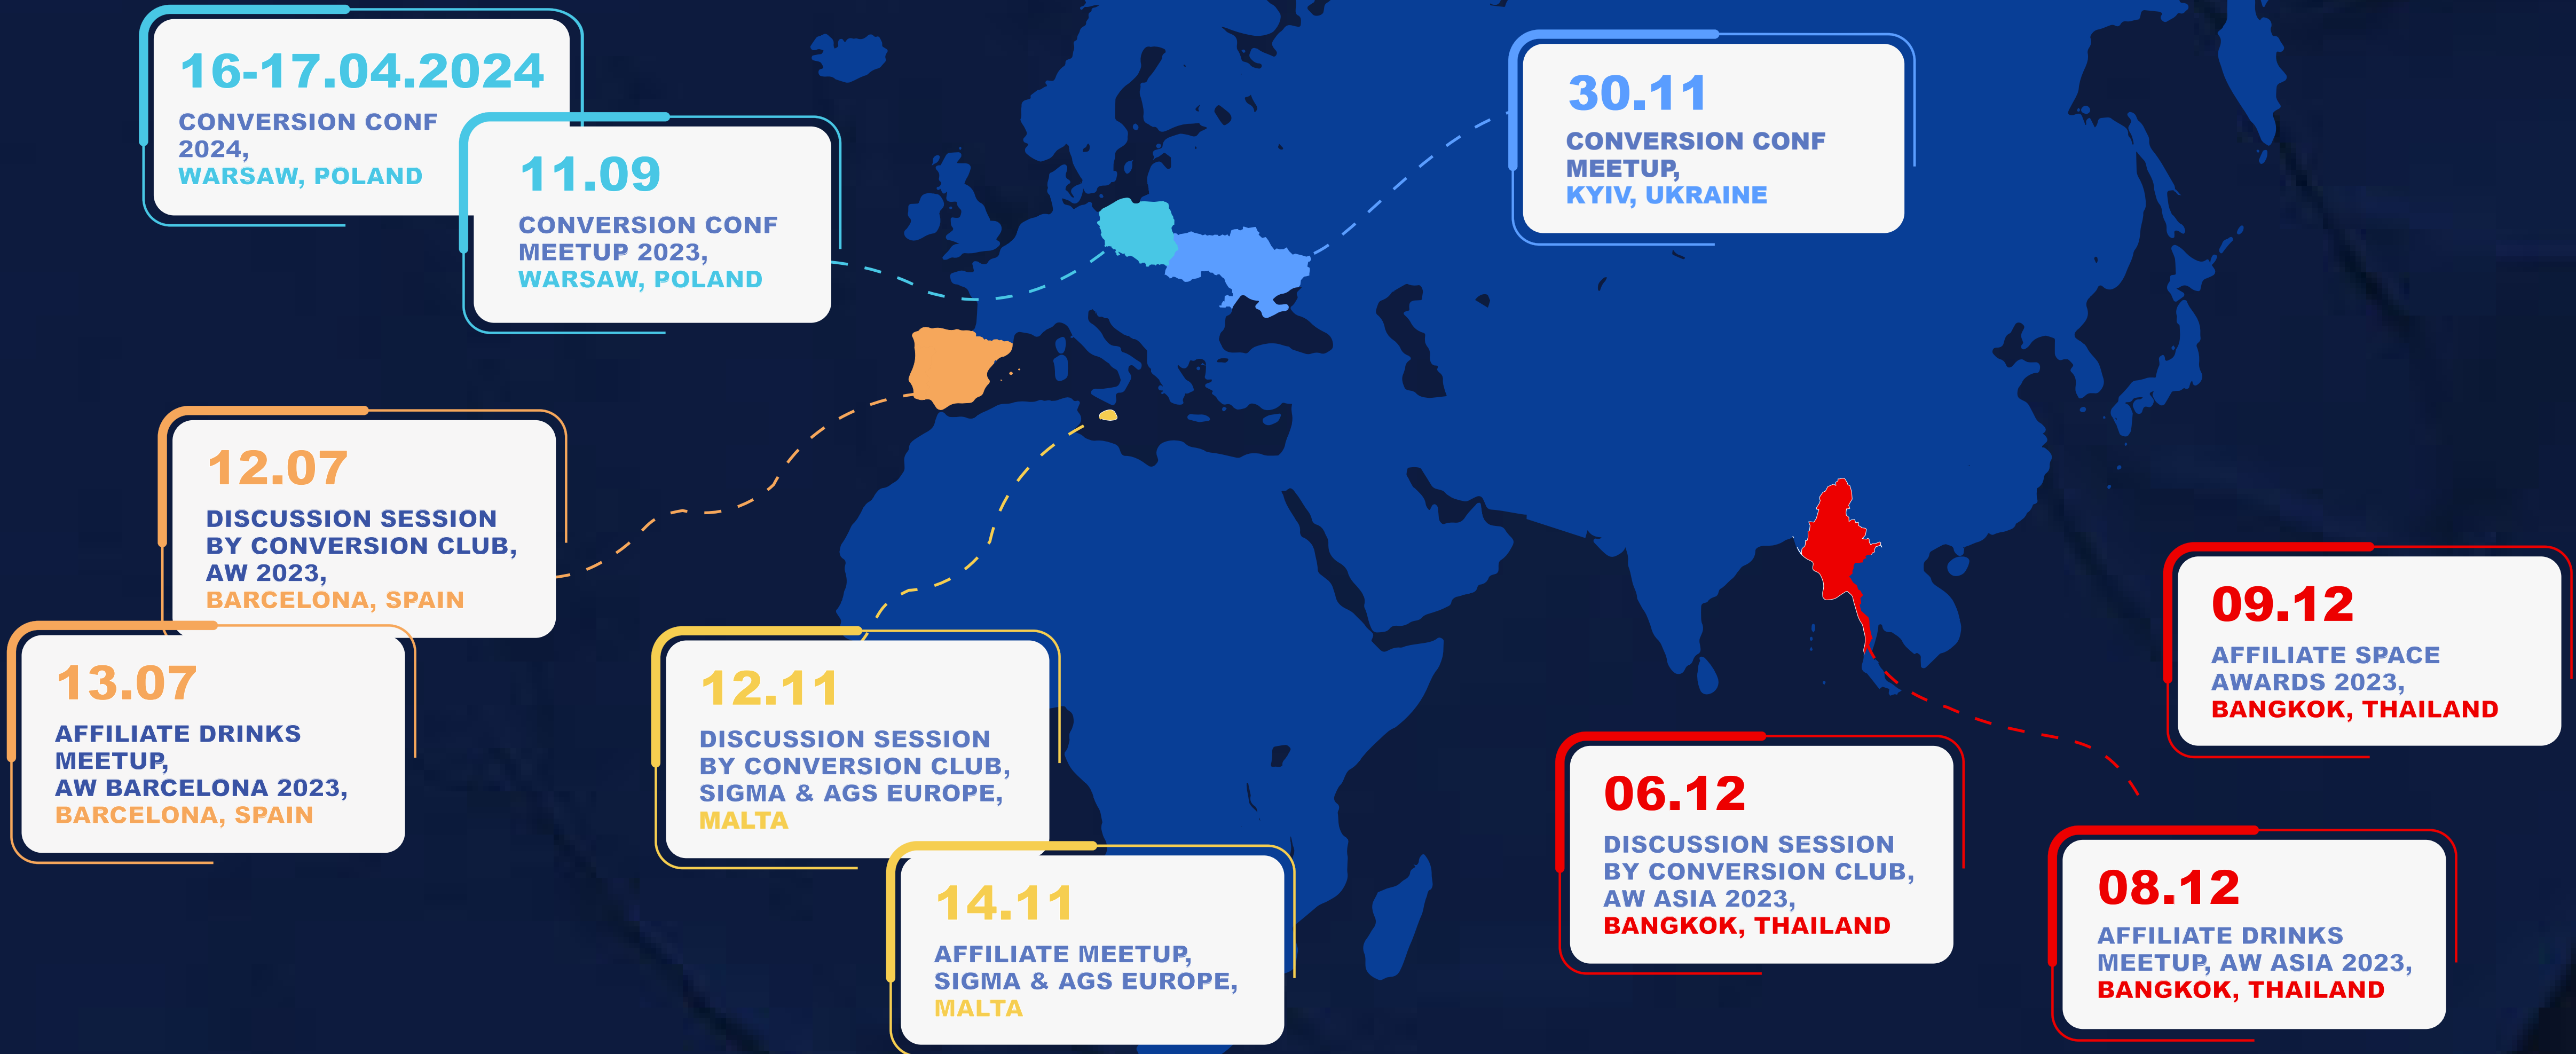 16-17.04.2024
CONVERSION CONF
2024,
WARSAW, POLAND
11.09
CONVERSION CONF
MEETUP 2023,
WARSAW, POLAND
30.11
CONVERSION CONF
MEETUP,
KYIV, UKRAINE
12.07
DISCUSSION SESSION
BY CONVERSION CLUB,
AW 2023,
BARCELONA, SPAIN
13.07
AFFILIATE DRINKS
MEETUP,
AW BARCELONA 2023,
BARCELONA, SPAIN
12.11
DISCUSSION SESSION
BY CONVERSION CLUB,
SIGMA & AGS EUROPE,
MALTA
14.11
AFFILIATE MEETUP,
SIGMA & AGS EUROPE,
MALTA
06.12
DISCUSSION SESSION
BY CONVERSION CLUB,
AW ASIA 2023,
BANGKOK, THAILAND
09.12
AFFILIATE SPACE
AWARDS 2023,
BANGKOK, THAILAND
08.12
AFFILIATE DRINKS
MEETUP, AW ASIA 2023,
BANGKOK, THAILAND